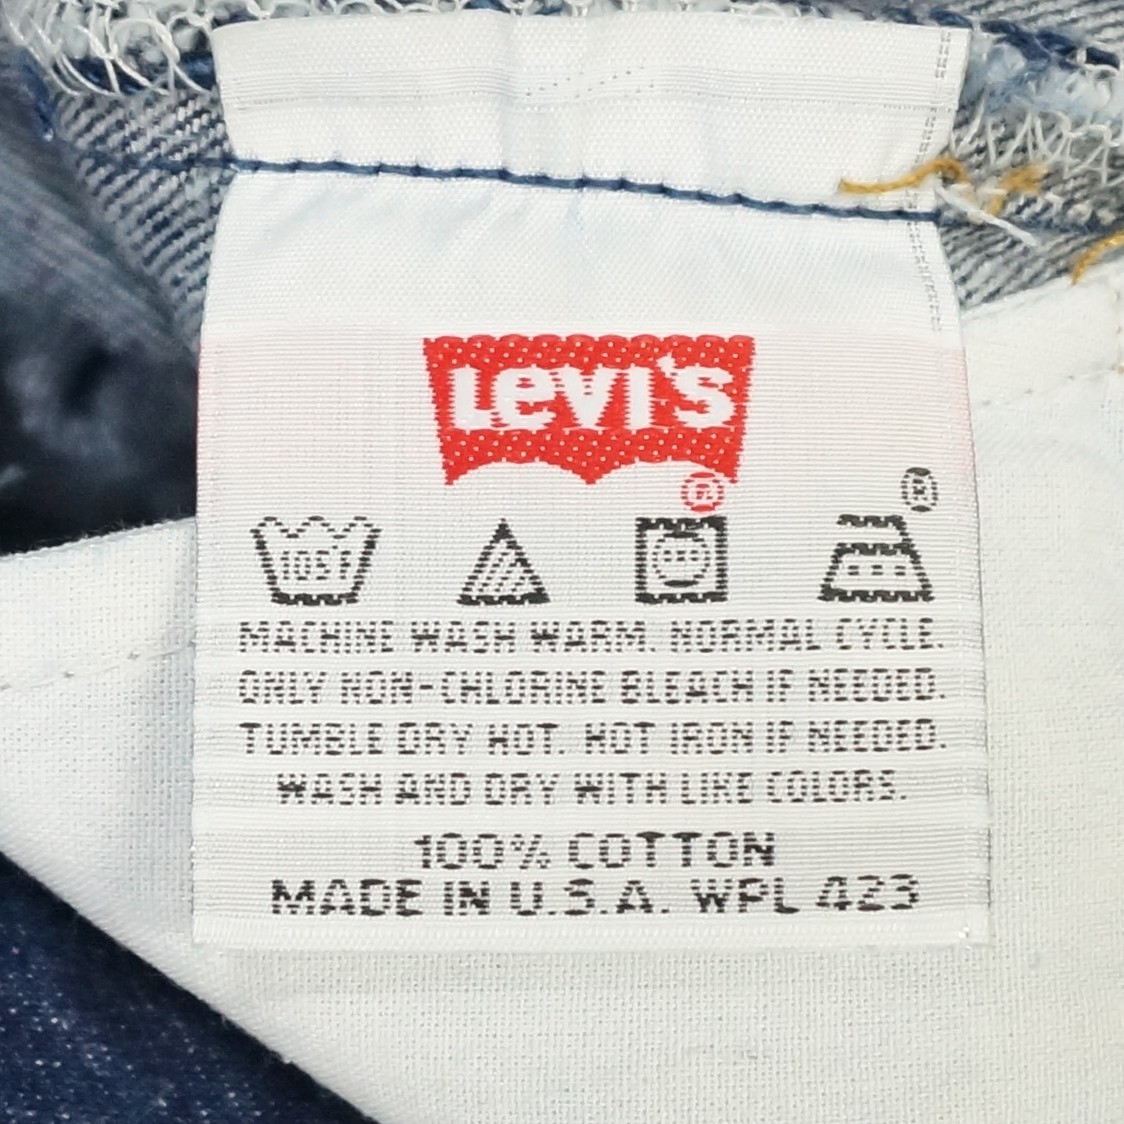 Levi's
®
®
105°F
MACHINE WASH WARM. NORMAL CYCLE.
ONLY NON-CHLORINE BLEACH IF NEEDED.
TUMBLE DRY HOT. HOT IRON IF NEEDED.
WASH AND DRY WITH LIKE COLORS.
100% COTTON
MADE IN U.S.A. WPL 423